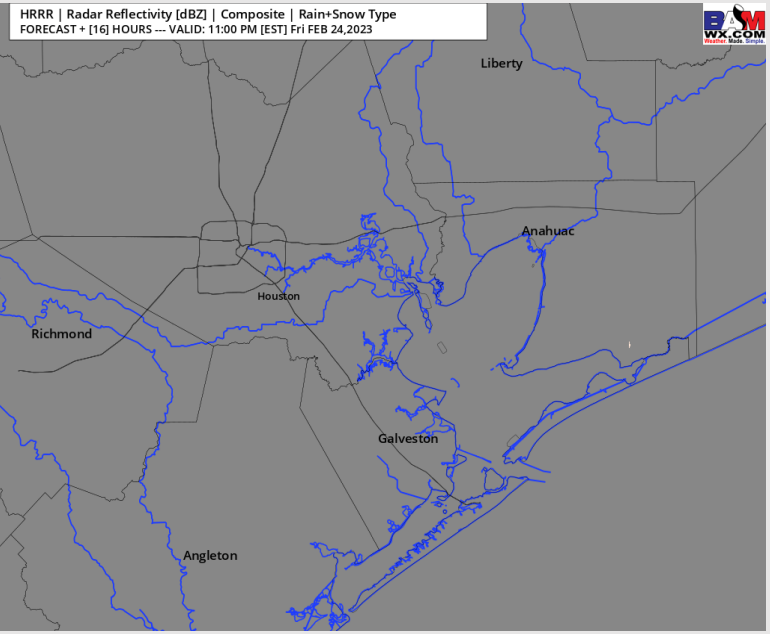 HRRR | Radar Reflectivity [dBZ] | Composite | Rain+Snow Type
FORECAST + [16] HOURS --- VALID: 11:00 PM [EST] Fri FEB 24,2023
BAM
WX.COM
Weather. Made. Simple.
Liberty
Anahuac
Houston
Richmond
Galveston
Angleton